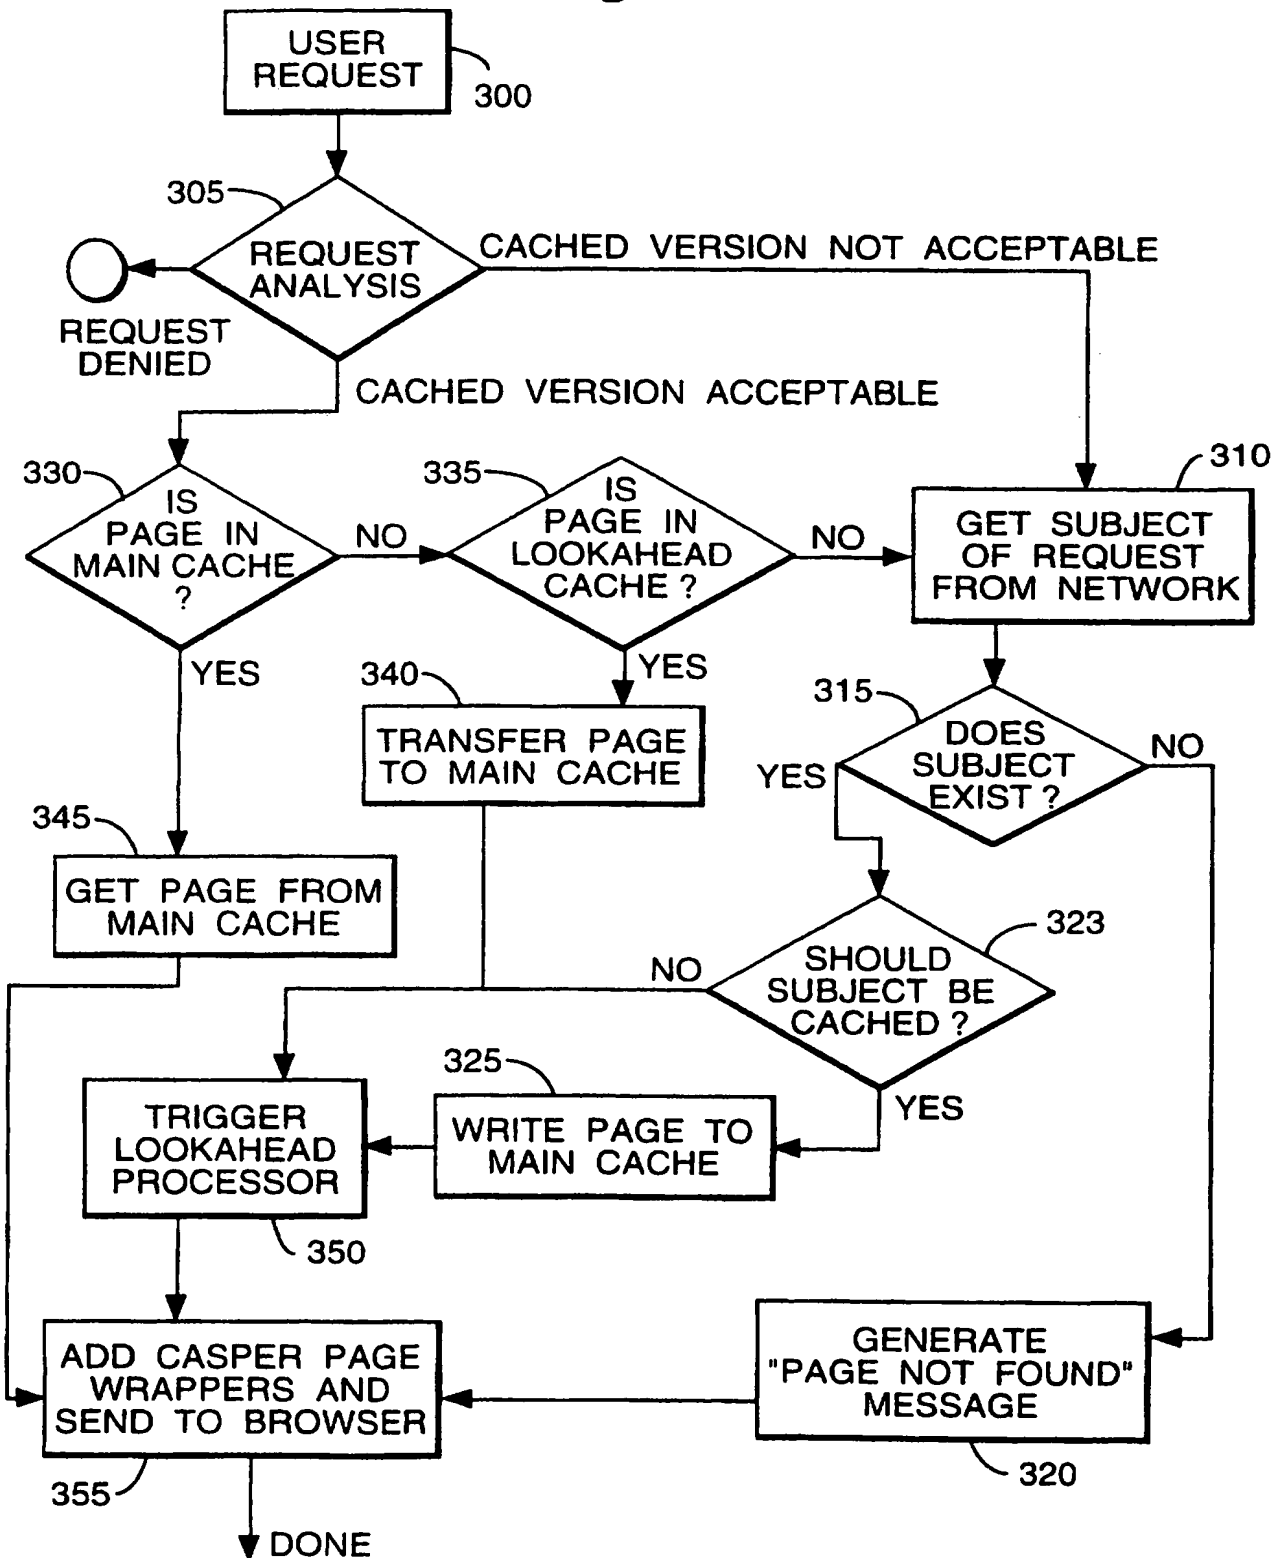 USER
REQUEST
300
305
REQUEST
ANALYSIS
CACHED VERSION NOT ACCEPTABLE
REQUEST
DENIED
CACHED VERSION ACCEPTABLE
330
IS
PAGE IN
MAIN CACHE
?
NO
335
IS
PAGE IN
LOOKAHEAD
CACHE ?
NO
310
GET SUBJECT
OF REQUEST
FROM NETWORK
YES
YES
340
TRANSFER PAGE
TO MAIN CACHE
315
DOES
SUBJECT
EXIST ?
YES
NO
345
GET PAGE FROM
MAIN CACHE
323
SHOULD
SUBJECT BE
CACHED ?
NO
YES
325
WRITE PAGE TO
MAIN CACHE
TRIGGER
LOOKAHEAD
PROCESSOR
350
ADD CASPER PAGE
WRAPPERS AND
SEND TO BROWSER
355
GENERATE
"PAGE NOT FOUND"
MESSAGE
320
DONE